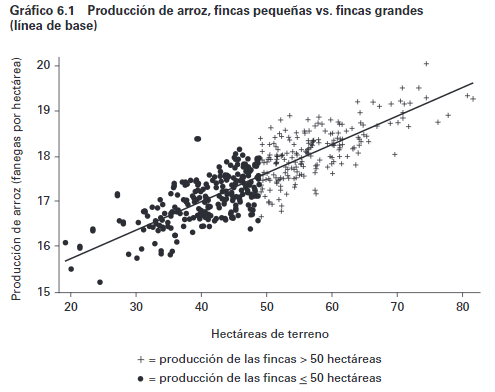 Gráfico 6.1 Producción de arroz, fincas pequeñas vs. fincas grandes
(línea de base)
Producción de arroz (fanegas por hectárea)
20
19
18
17
16
15
20 30 40 50 60 70 80
Hectáreas de terreno
+ = producción de las fincas > 50 hectáreas
● = producción de las fincas ≤ 50 hectáreas